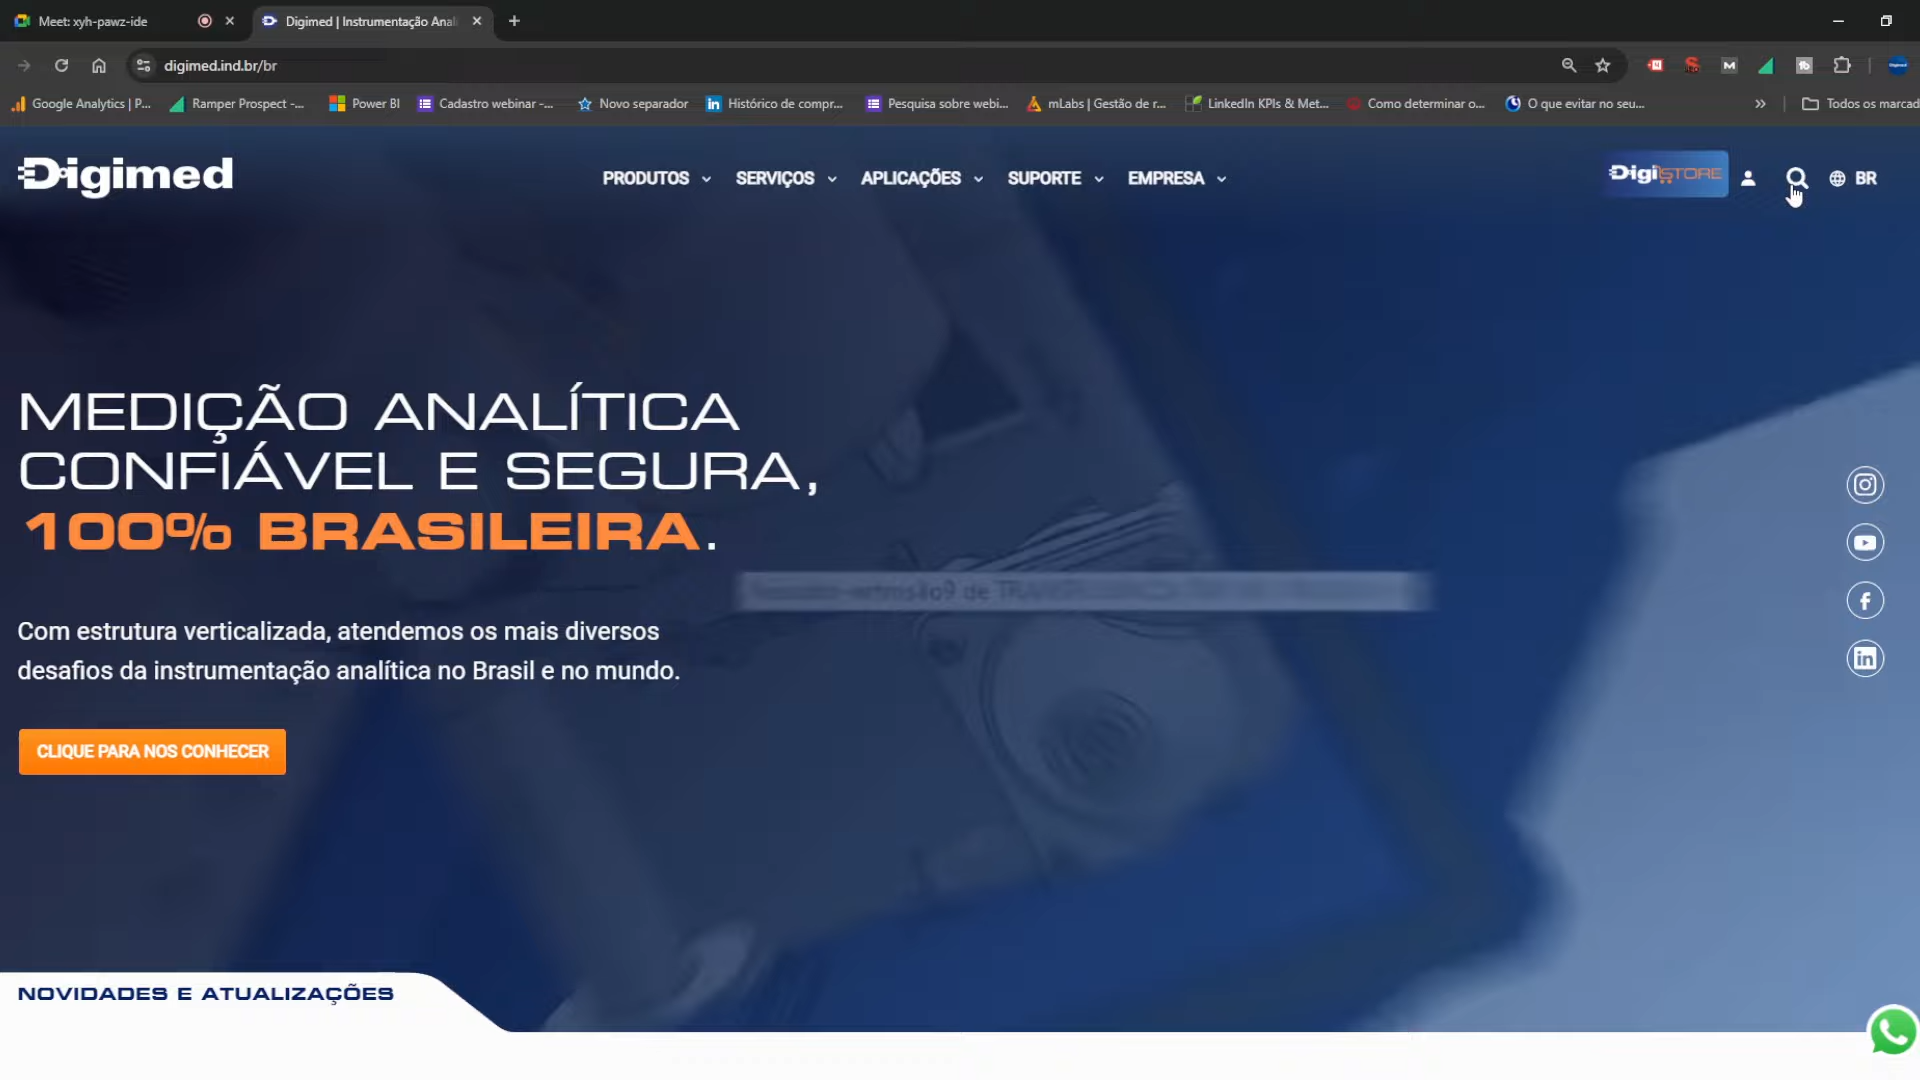 Meet: xyh-pawz-ide
Digimed | Instrumentação Anal
digimed.ind.br/br
Google Analytics | P...
Ramper Prospect -...
Power BI
Cadastro webinar -...
Novo separador
Histórico de compr...
Pesquisa sobre webi...
mLabs | Gestão de r...
LinkedIn KPIs & Met...
Como determinar o...
O que evitar no seu...
»
Todos os marcad
Digimed
PRODUTOS
SERVIÇOS
APLICAÇÕES
SUPORTE
EMPRESA
DigiSTORE
BR
MEDIÇÃO ANALÍTICA
CONFIÁVEL E SEGURA,
100% BRASILEIRA.
Com estrutura verticalizada, atendemos os mais diversos
desafios da instrumentação analítica no Brasil e no mundo.
CLIQUE PARA NOS CONHECER
NOVIDADES E ATUALIZAÇÕES